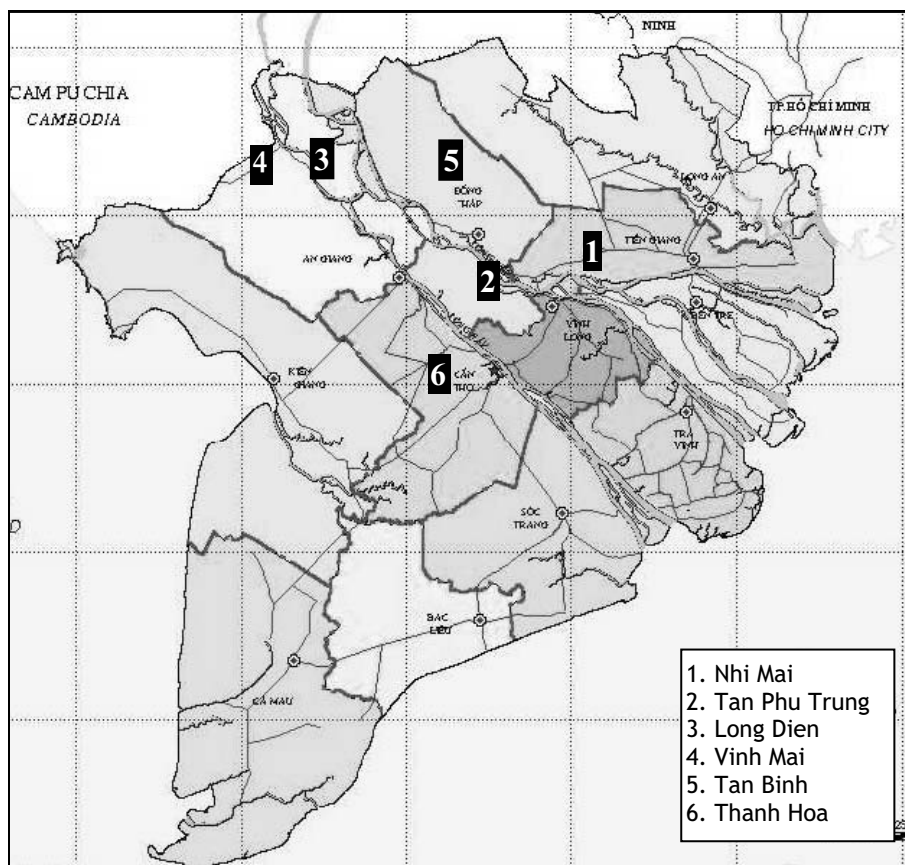 NINH
CAM PUCHIA
CAMBODIA
TP.HỒ CHÍ MINH
HO CHI MINH CITY
4
3
5
ĐỒNG
THÁP
LONG AN
1
TIỀN GIANG
AN GIANG
2
BẾN TRE
VĨNH
LONG
KIÊN
GIANG
6
CẦN
THƠ
TRÀ
VINH
SÓC
TRANG
BẠC
LIÊU
CÀ MAU
1. Nhi Mai
2. Tan Phu Trung
3. Long Dien
4. Vinh Mai
5. Tan Binh
6. Thanh Hoa